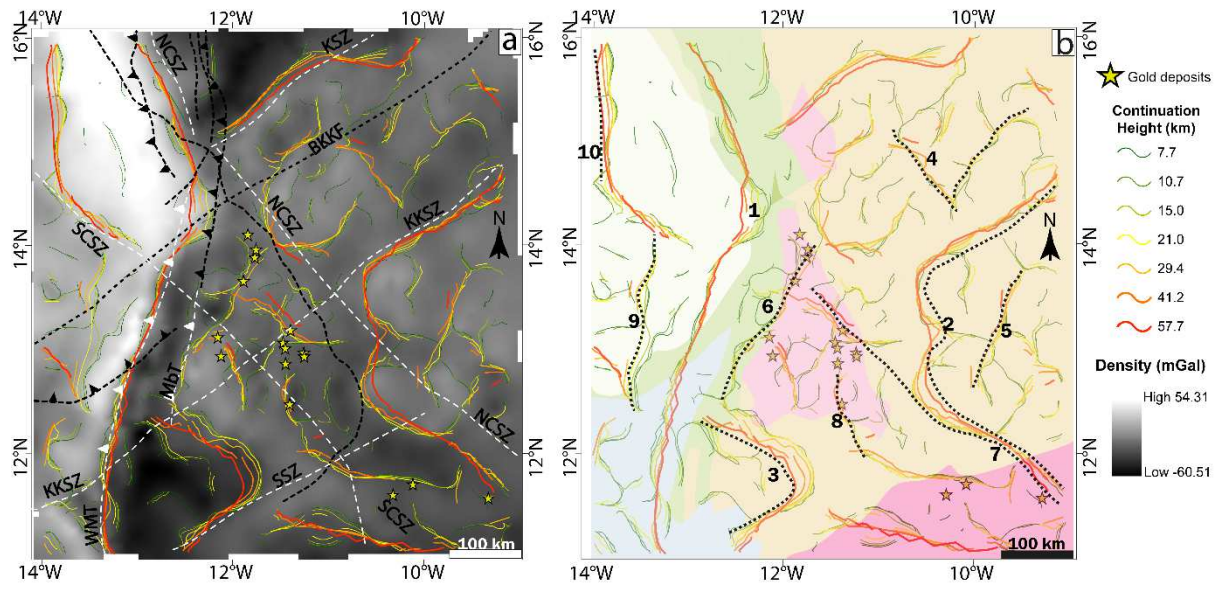 14°W
12°W
10°W
14°W
12°W
10°W
16°N
14°N
12°N
a
NCSZ
KSZ
BKKF
NCSZ
KKSZ
SCSZ
N
MbT
KKSZ
WMT
SSZ
SCSZ
NCSZ
100 km
14°W
12°W
10°W
16°N
14°N
12°N
b
10
4
1
N
9
6
2
5
8
3
7
100 km
14°W
12°W
10°W
16°N
14°N
12°N
Gold deposits
Continuation
Height (km)
7.7
10.7
15.0
21.0
29.4
41.2
57.7
Density (mGal)
High 54.31
Low -60.51